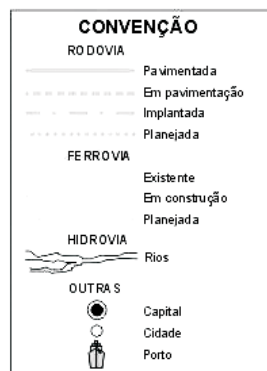 CONVENÇÃO
RODOVIA
Pavimentada
Em pavimentação
Implantada
Planejada
FERROVIA
Existente
Em construção
Planejada
HIDROVIA
Rios
OUTRAS
Capital
Cidade
Porto